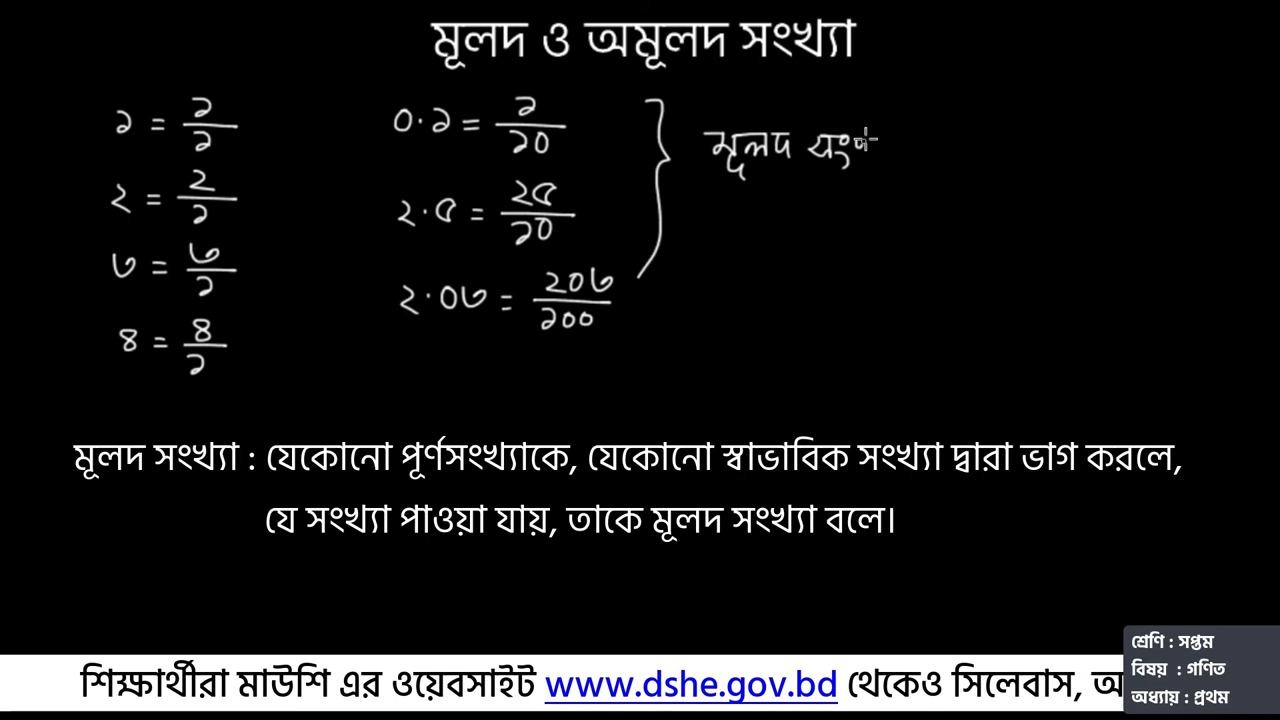 মূলদ ও অমূলদ সংখ্যা
১ = ১/১
২ = ২/১
৩ = ৩/১
৪ = ৪/১
০.১ = ১/১০
২.৫ = ২৫/১০
২.০৩ = ২০৩/১০০
মূলদ সংখ
মূলদ সংখ্যা : যেকোনো পূর্ণসংখ্যাকে, যেকোনো স্বাভাবিক সংখ্যা দ্বারা ভাগ করলে,
যে সংখ্যা পাওয়া যায়, তাকে মূলদ সংখ্যা বলে।
শ্রেণি : সপ্তম
বিষয় : গণিত
অধ্যায় : প্রথম
শিক্ষার্থীরা মাউশি এর ওয়েবসাইট www.dshe.gov.bd থেকেও সিলেবাস, অ